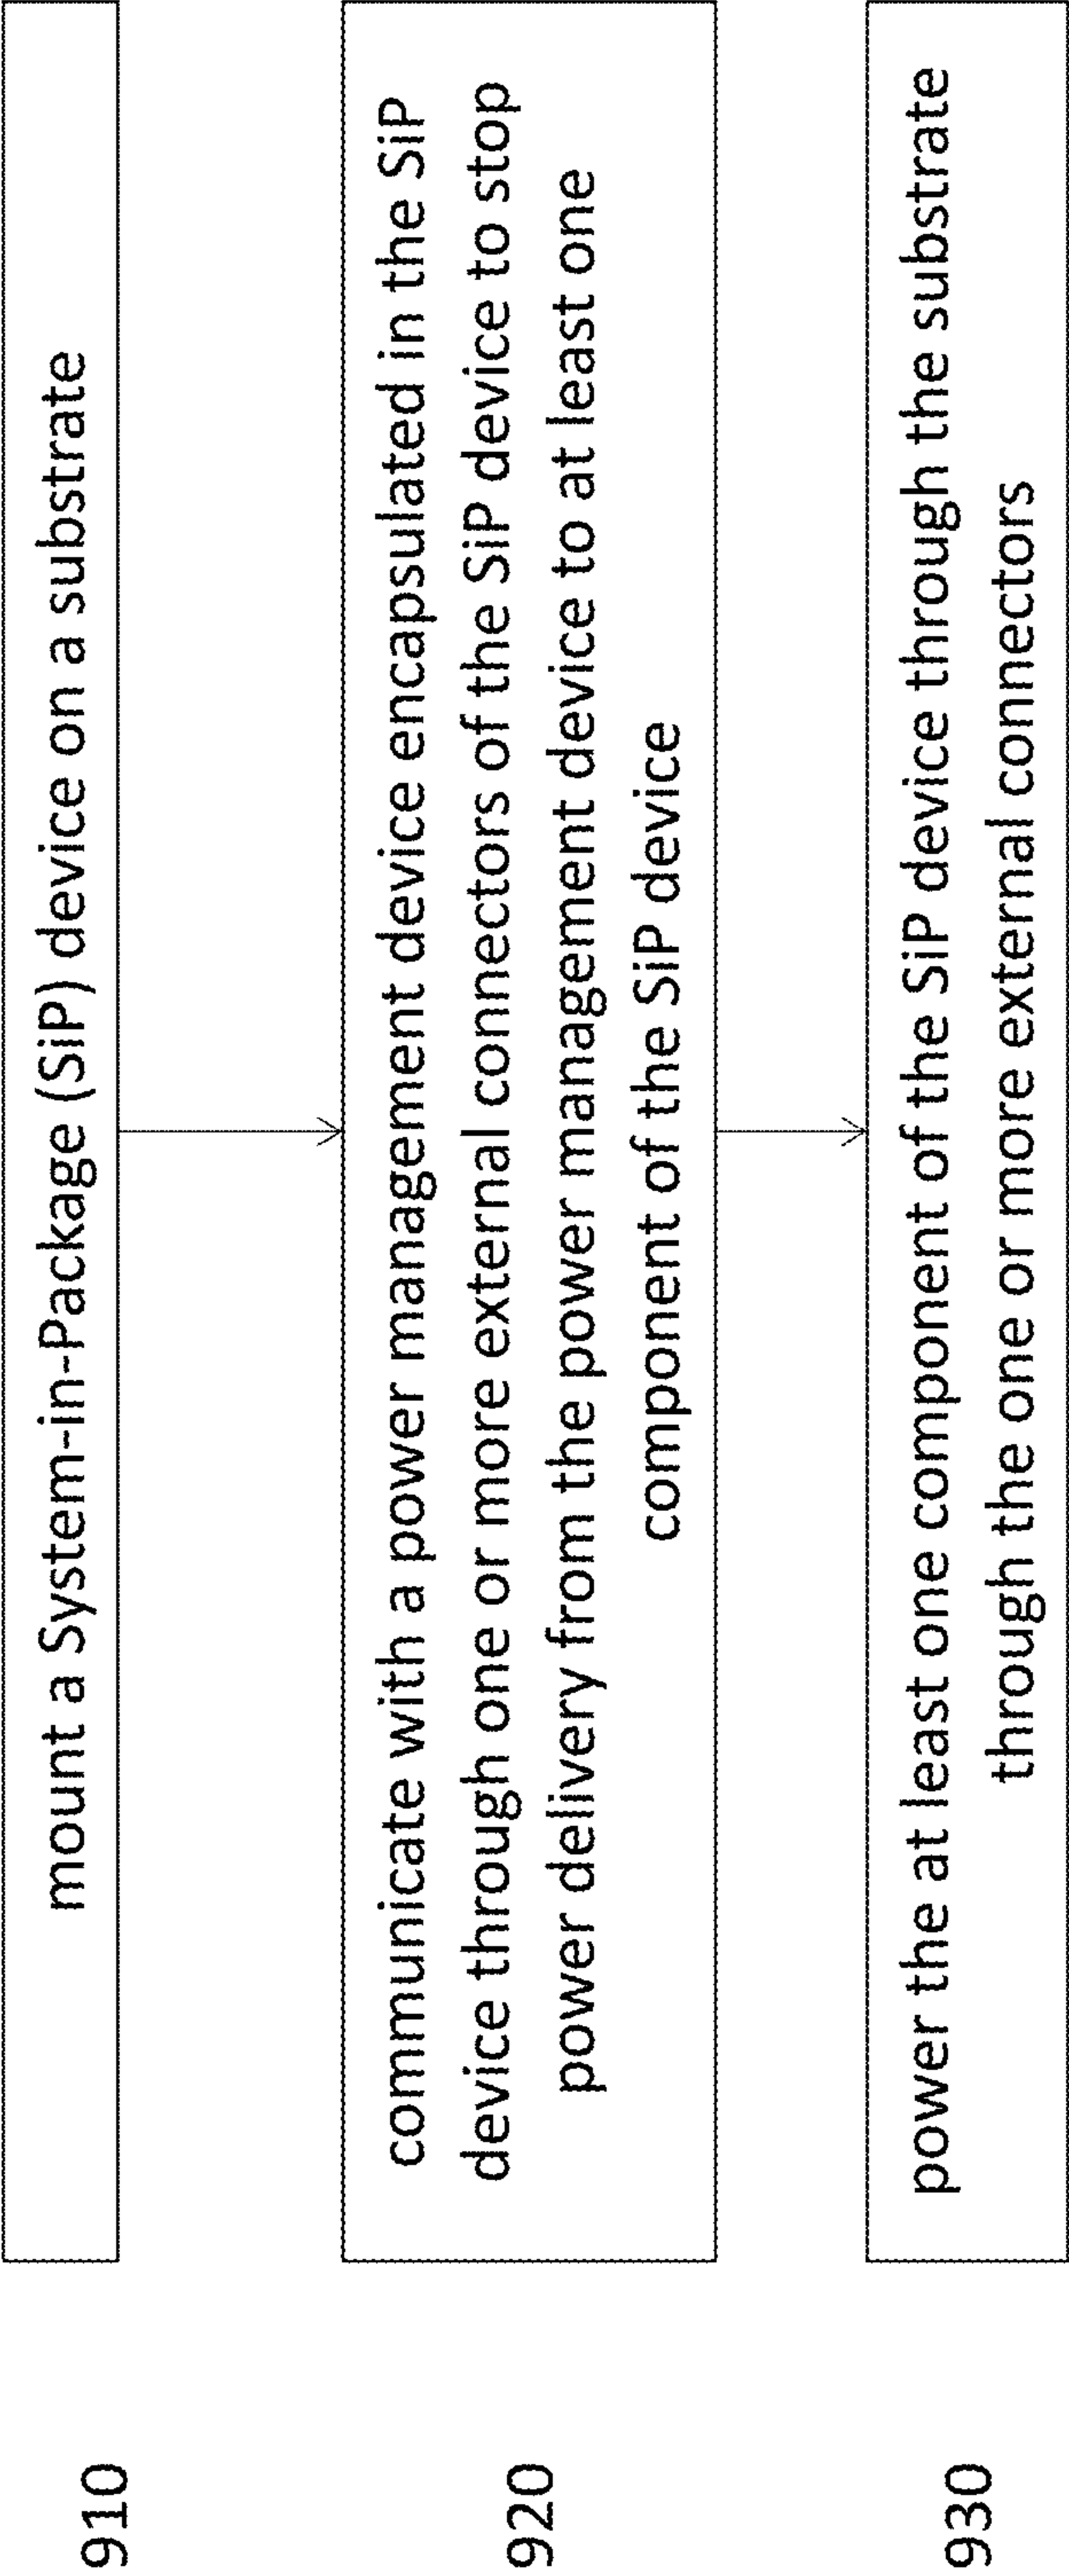 910
mount a System-in-Package (SiP) device on a substrate
920
communicate with a power management device encapsulated in the SiP
device through one or more external connectors of the SiP device to stop
power delivery from the power management device to at least one
component of the SiP device
930
power the at least one component of the SiP device through the substrate
through the one or more external connectors